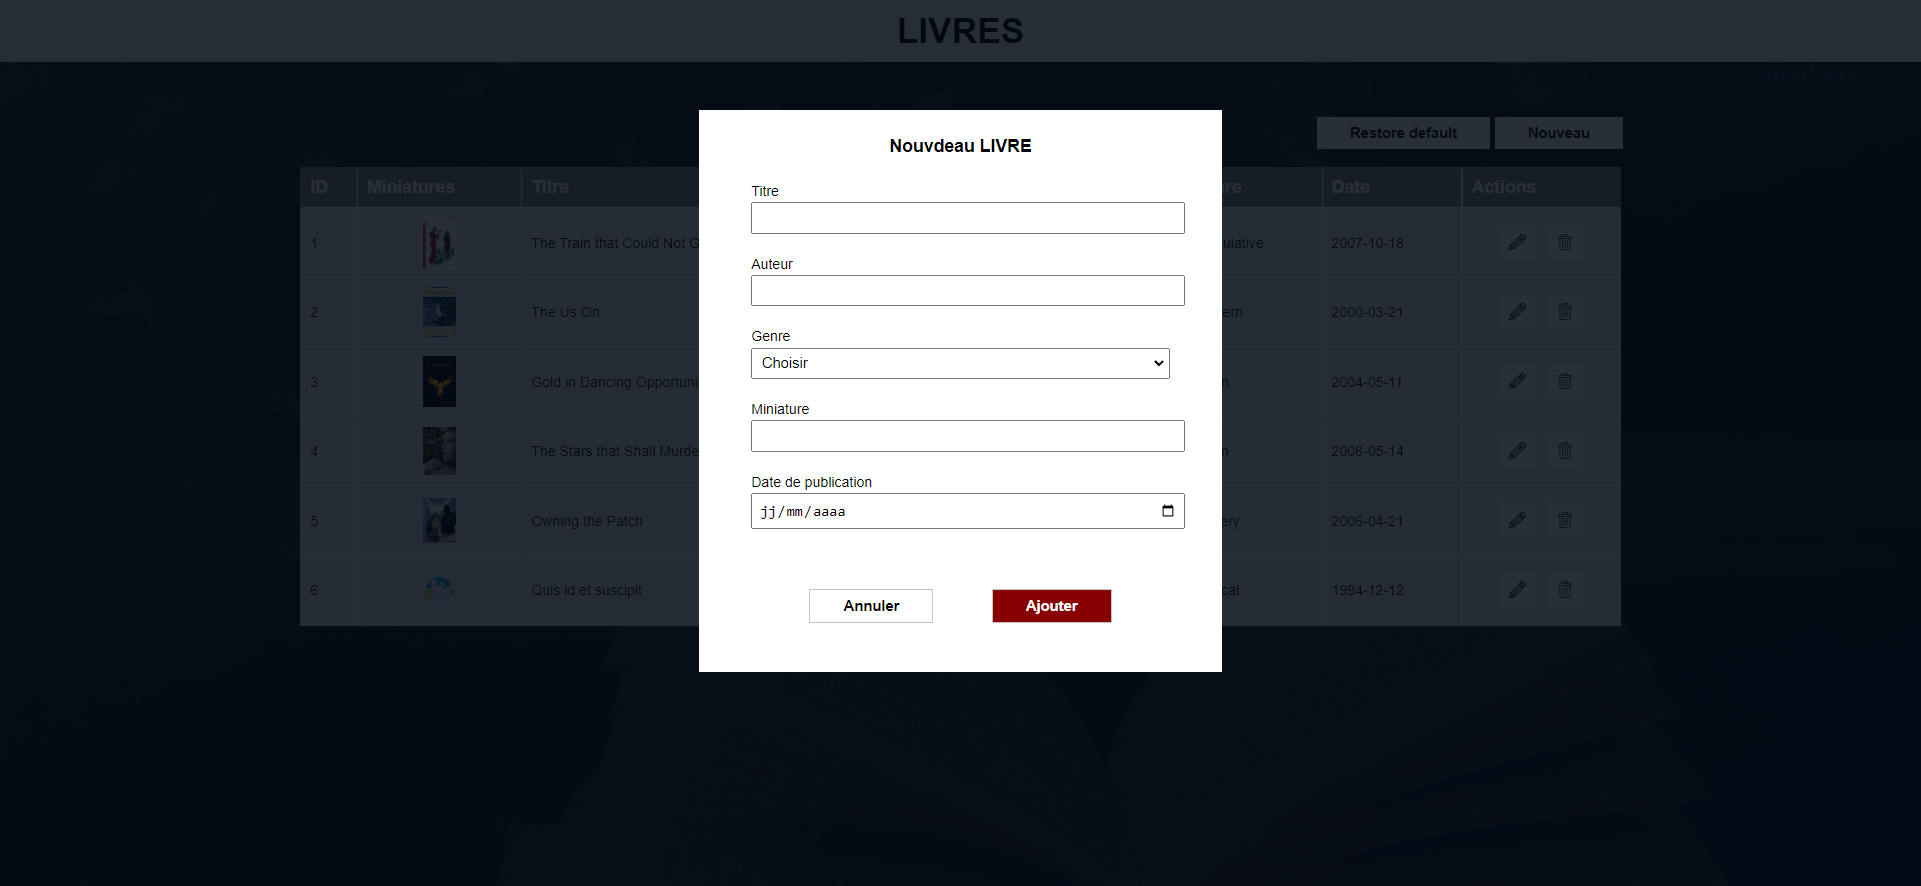 LIVRES
Restore default Nouveau
Nouvdeau LIVRE
ID Miniatures Titre re Date Actions
Titre
1 The Train that Could Not G ulative 2007-10-18
Auteur
2 The Us On ern 2000-03-21
Genre
Choisir
3 Gold in Dancing Opportuni n 2004-05-11
Miniature
4 The Stars that Shall Murde n 2008-05-14
Date de publication
jj/mm/aaaa
5 Owning the Patch ery 2006-04-21
6 Quis id et suscipit cal 1994-12-12
Annuler Ajouter